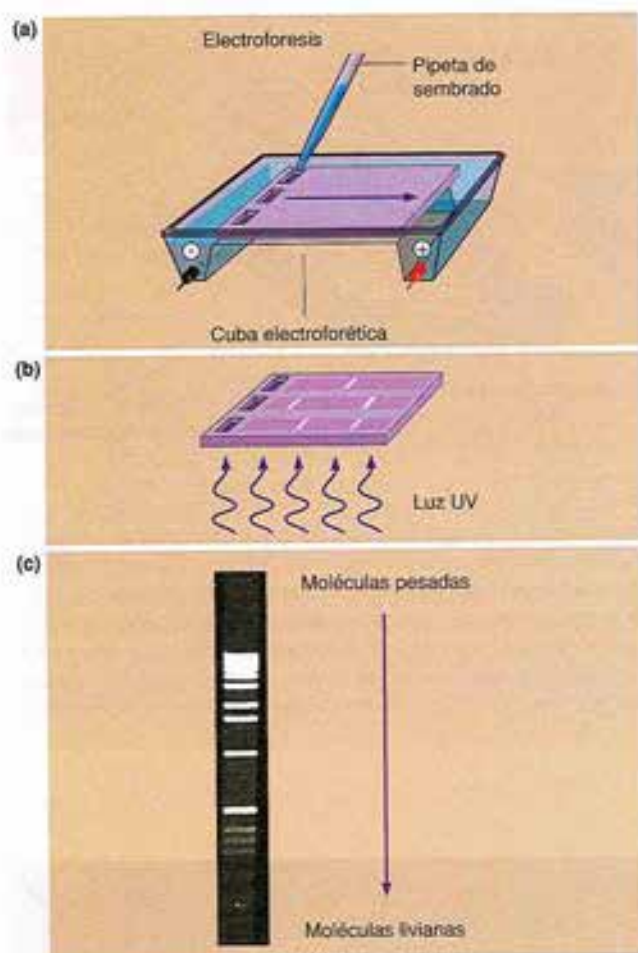 (a)
Electroforesis
Pipeta de
sembrado
-
+
Cuba electroforética
(b)
Luz UV
(c)
Moléculas pesadas
Moléculas livianas